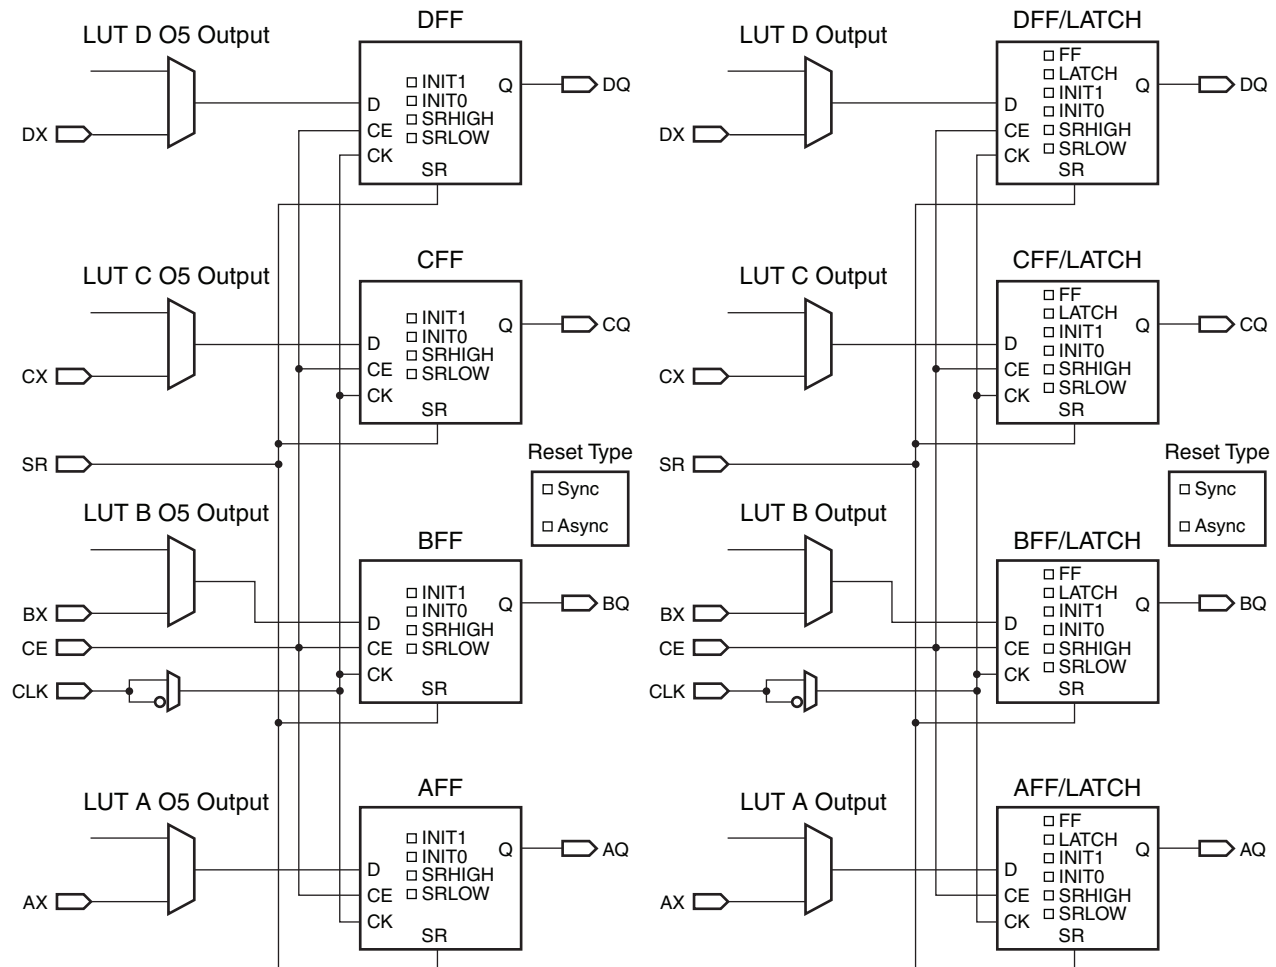 DFF
LUT D O5 Output
INIT1
INIT0
SRHIGH
SRLOW
D
CE
CK
SR
Q
DQ
DX
CFF
LUT C O5 Output
INIT1
INIT0
SRHIGH
SRLOW
D
CE
CK
SR
Q
CQ
CX
SR
Reset Type
Sync
Async
BFF
LUT B O5 Output
INIT1
INIT0
SRHIGH
SRLOW
D
CE
CK
SR
Q
BQ
BX
CE
CLK
AFF
LUT A O5 Output
INIT1
INIT0
SRHIGH
SRLOW
D
CE
CK
SR
Q
AQ
AX
DFF/LATCH
LUT D Output
FF
LATCH
INIT1
INIT0
SRHIGH
SRLOW
D
CE
CK
SR
Q
DQ
DX
CFF/LATCH
LUT C Output
FF
LATCH
INIT1
INIT0
SRHIGH
SRLOW
D
CE
CK
SR
Q
CQ
CX
SR
Reset Type
Sync
Async
BFF/LATCH
LUT B Output
FF
LATCH
INIT1
INIT0
SRHIGH
SRLOW
D
CE
CK
SR
Q
BQ
BX
CE
CLK
AFF/LATCH
LUT A Output
FF
LATCH
INIT1
INIT0
SRHIGH
SRLOW
D
CE
CK
SR
Q
AQ
AX